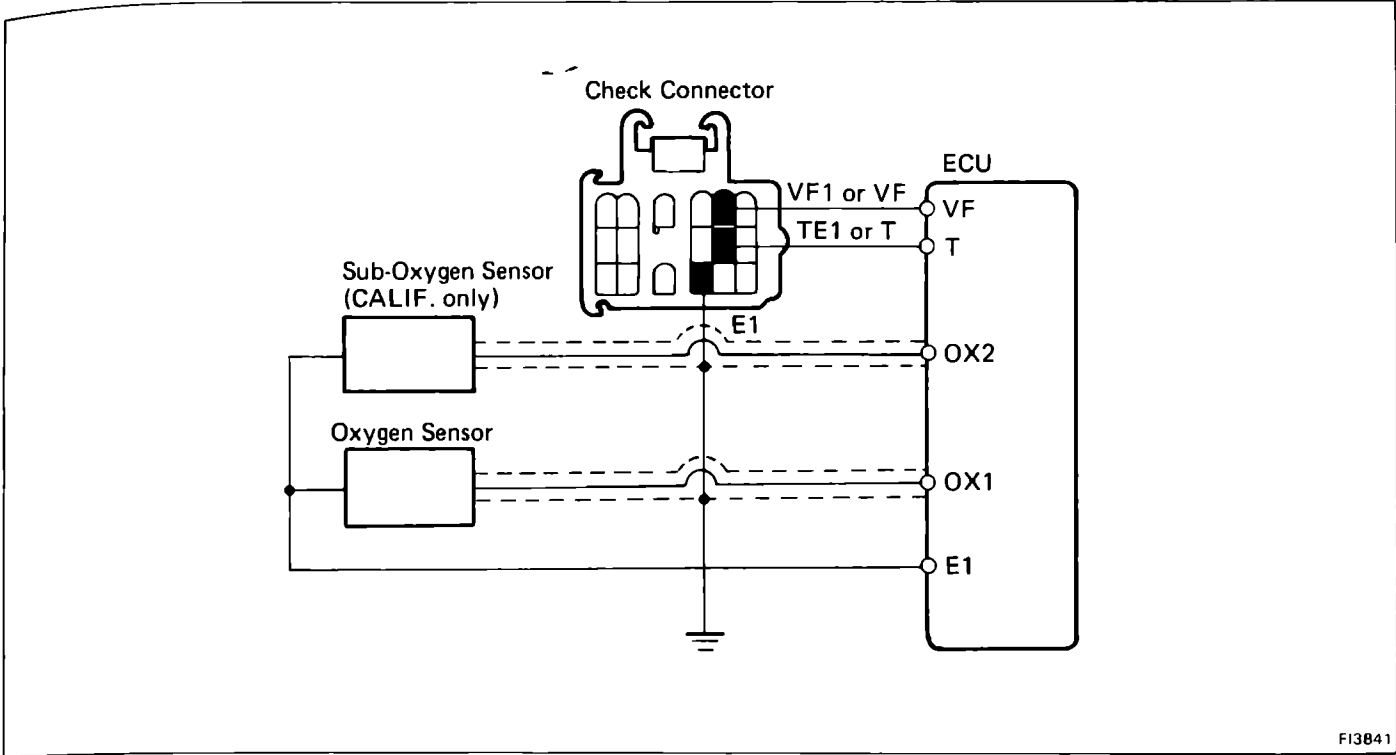 Check Connector
ECU
VF1 or VF
VF
TE1 or T
T
Sub-Oxygen Sensor
(CALIF. only)
E1
OX2
Oxygen Sensor
OX1
E1
FI3841